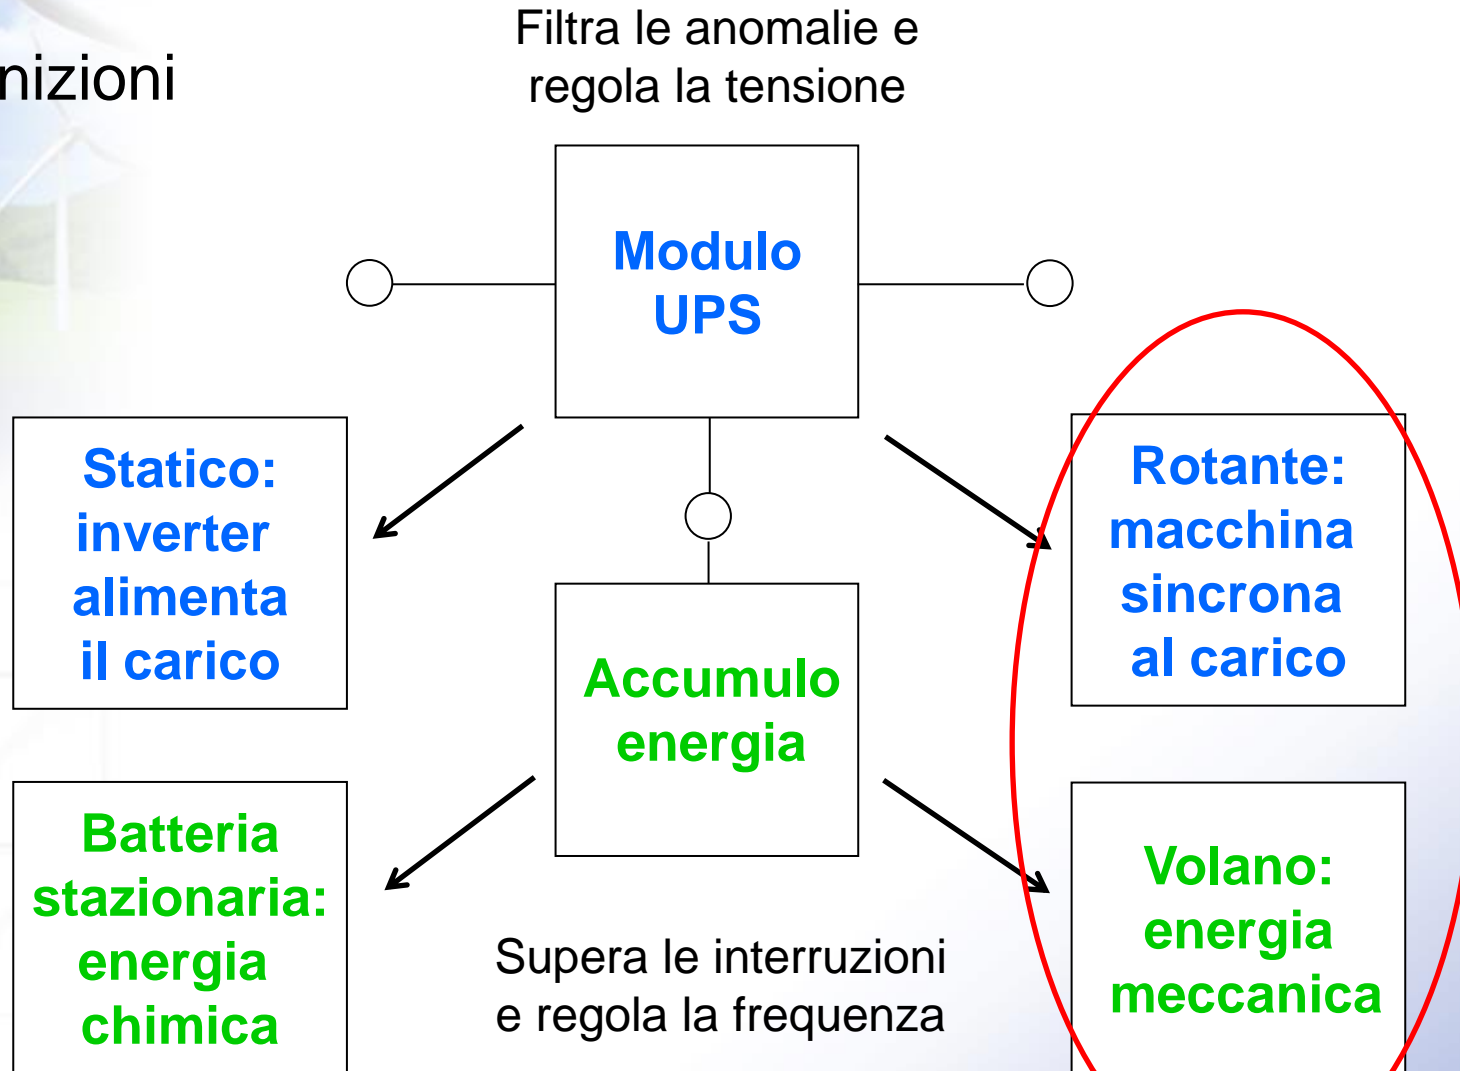 nizioni
Filtra le anomalie e
regola la tensione
Modulo
UPS
Statico:
inverter
alimenta
il carico
Rotante:
macchina
sincrona
al carico
Accumulo
energia
Batteria
stazionaria:
energia
chimica
Volano:
energia
meccanica
Supera le interruzioni
e regola la frequenza